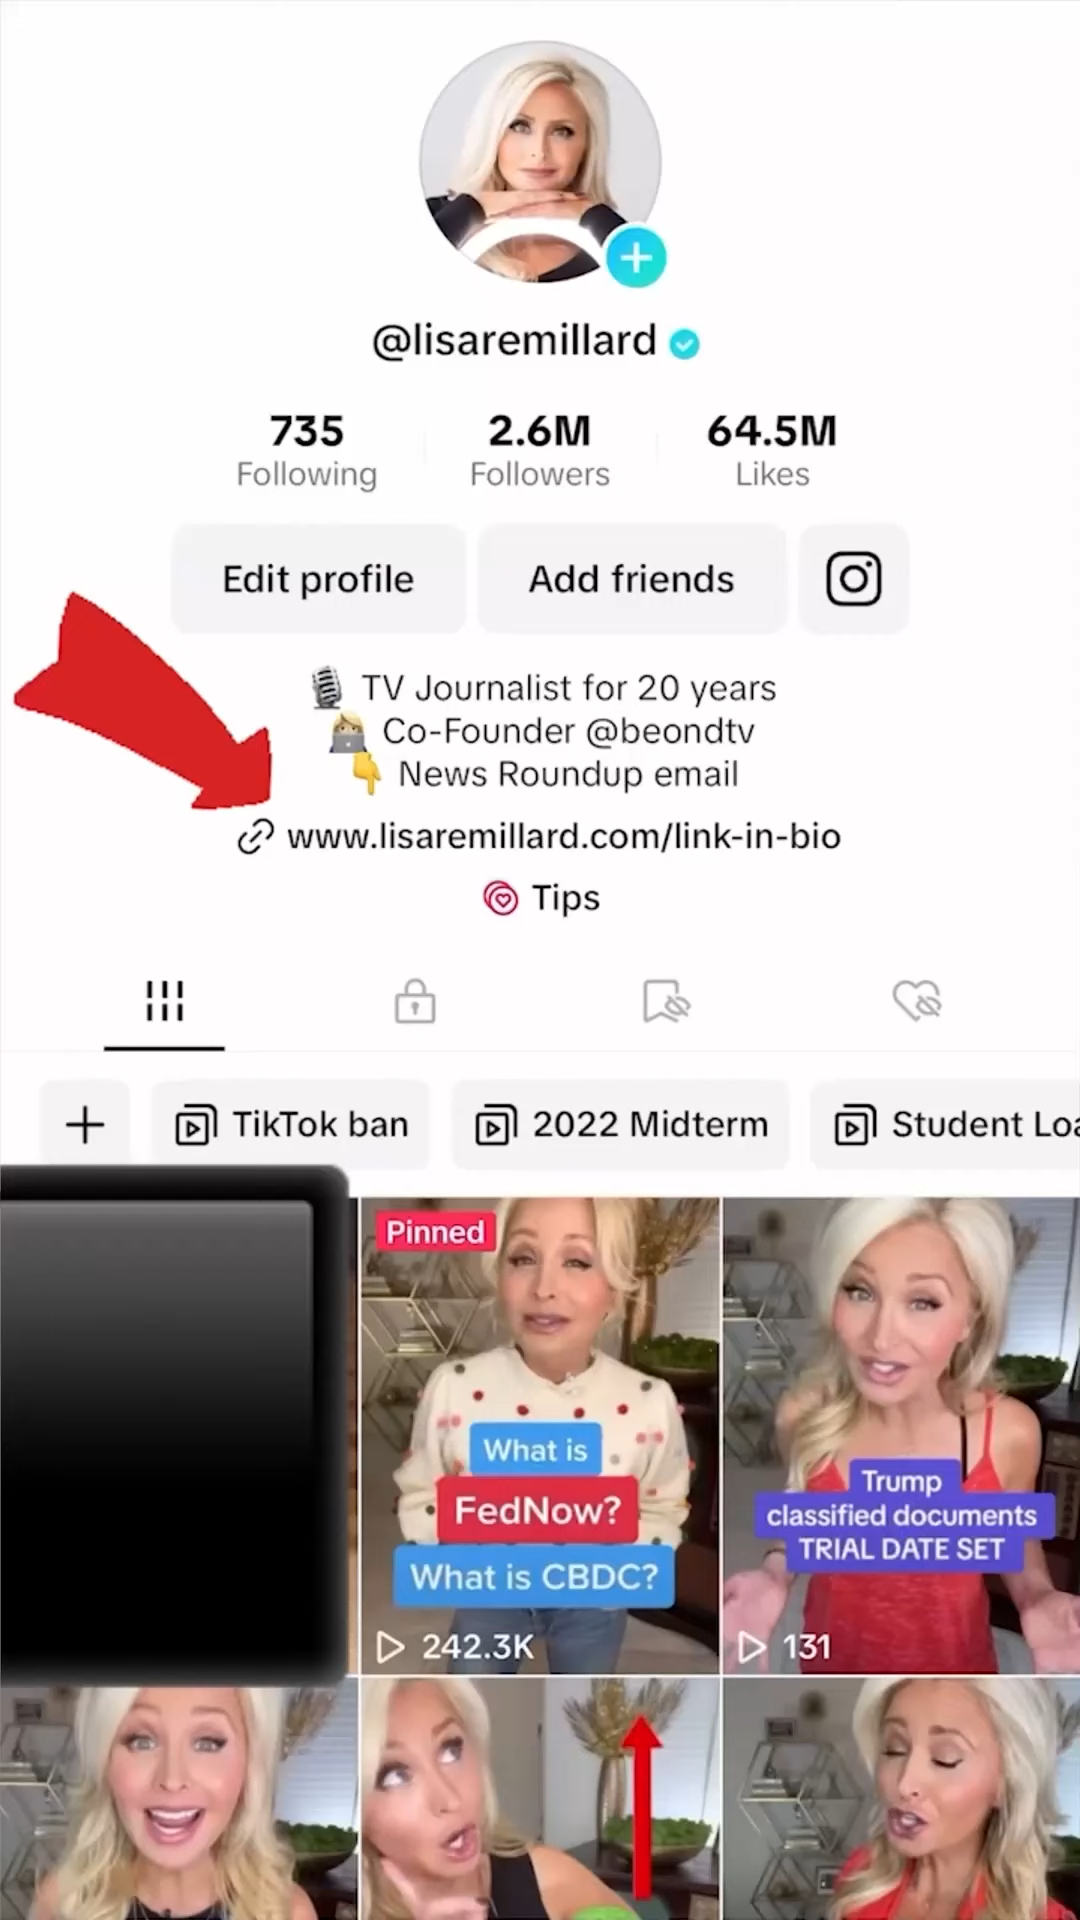 @lisaremillard
735
Following
2.6M
Followers
64.5M
Likes
Edit profile
Add friends
TV Journalist for 20 years
Co-Founder @beondtv
News Roundup email
www.lisaremillard.com/link-in-bio
Tips
TikTok ban
2022 Midterm
Student Loa
Pinned
What is
FedNow?
What is CBDC?
242.3K
Trump
classified documents
TRIAL DATE SET
131